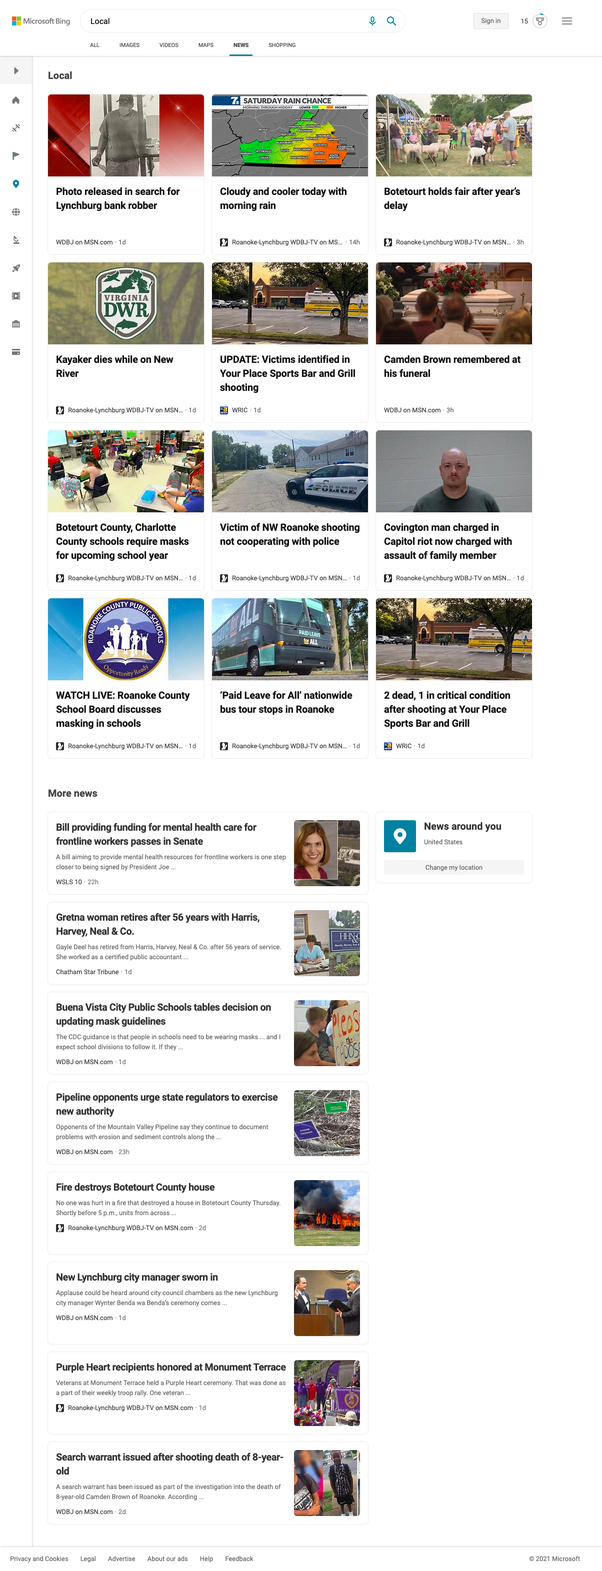 Microsoft Bing
Local
Sign in
15
ALL
IMAGES
VIDEOS
MAPS
NEWS
SHOPPING
Local
Photo released in search for
Lynchburg bank robber
WDBJ on MSN.com · 1d
SATURDAY RAIN CHANCE
MORNING THROUGH MIDDAY
LOWER
HIGHER
Cloudy and cooler today with
morning rain
Roanoke-Lynchburg WDBJ-TV on MS... · 14h
Botetourt holds fair after year's
delay
Roanoke-Lynchburg WDBJ-TV on MSN... · 3h
VIRGINIA
DWR
Kayaker dies while on New
River
Roanoke-Lynchburg WDBJ-TV on MSN... · 1d
UPDATE: Victims identified in
Your Place Sports Bar and Grill
shooting
WRIC · 1d
Camden Brown remembered at
his funeral
WDBJ on MSN.com · 3h
Botetourt County, Charlotte
County schools require masks
for upcoming school year
Roanoke-Lynchburg WDBJ-TV on MSN... · 1d
POLICE
Victim of NW Roanoke shooting
not cooperating with police
Roanoke-Lynchburg WDBJ-TV on MSN... · 1d
Covington man charged in
Capitol riot now charged with
assault of family member
Roanoke-Lynchburg WDBJ-TV on MSN... · 1d
ROANOKE COUNTY PUBLIC SCHOOLS
Opportunity Ready
WATCH LIVE: Roanoke County
School Board discusses
masking in schools
Roanoke-Lynchburg WDBJ-TV on MSN... · 1d
ALL
PAID LEAVE
for ALL
'Paid Leave for All' nationwide
bus tour stops in Roanoke
Roanoke-Lynchburg WDBJ-TV on MSN... · 1d
2 dead, 1 in critical condition
after shooting at Your Place
Sports Bar and Grill
WRIC · 1d
More news
Bill providing funding for mental health care for
frontline workers passes in Senate
A bill aiming to provide mental health resources for frontline workers is one step
closer to being signed by President Joe ...
WSLS 10 · 22h
News around you
United States
Change my location
Gretna woman retires after 56 years with Harris,
Harvey, Neal & Co.
Gayle Deel has retired from Harris, Harvey, Neal & Co. after 56 years of service.
She worked as a certified public accountant ...
Chatham Star Tribune · 1d
Buena Vista City Public Schools tables decision on
updating mask guidelines
The CDC guidance is that people in schools need to be wearing masks ... and I
expect school divisions to follow it. If they ...
WDBJ on MSN.com · 1d
Pipeline opponents urge state regulators to exercise
new authority
Opponents of the Mountain Valley Pipeline say they continue to document
problems with erosion and sediment controls along the ...
WDBJ on MSN.com · 23h
Fire destroys Botetourt County house
No one was hurt in a fire that destroyed a house in Botetourt County Thursday.
Shortly before 5 p.m., units from across ...
Roanoke-Lynchburg WDBJ-TV on MSN.com · 2d
New Lynchburg city manager sworn in
Applause could be heard around city council chambers as the new Lynchburg
city manager Wynter Benda wa Benda's ceremony comes ...
WDBJ on MSN.com · 1d
Purple Heart recipients honored at Monument Terrace
Veterans at Monument Terrace held a Purple Heart ceremony. That was done as
a part of their weekly troop rally. One veteran ...
Roanoke-Lynchburg WDBJ-TV on MSN.com · 1d
Search warrant issued after shooting death of 8-year-
old
A search warrant has been issued as part of the investigation into the death of
8-year-old Camden Brown of Roanoke. According ...
WDBJ on MSN.com · 2d
Privacy and Cookies
Legal
Advertise
About our ads
Help
Feedback
© 2021 Microsoft